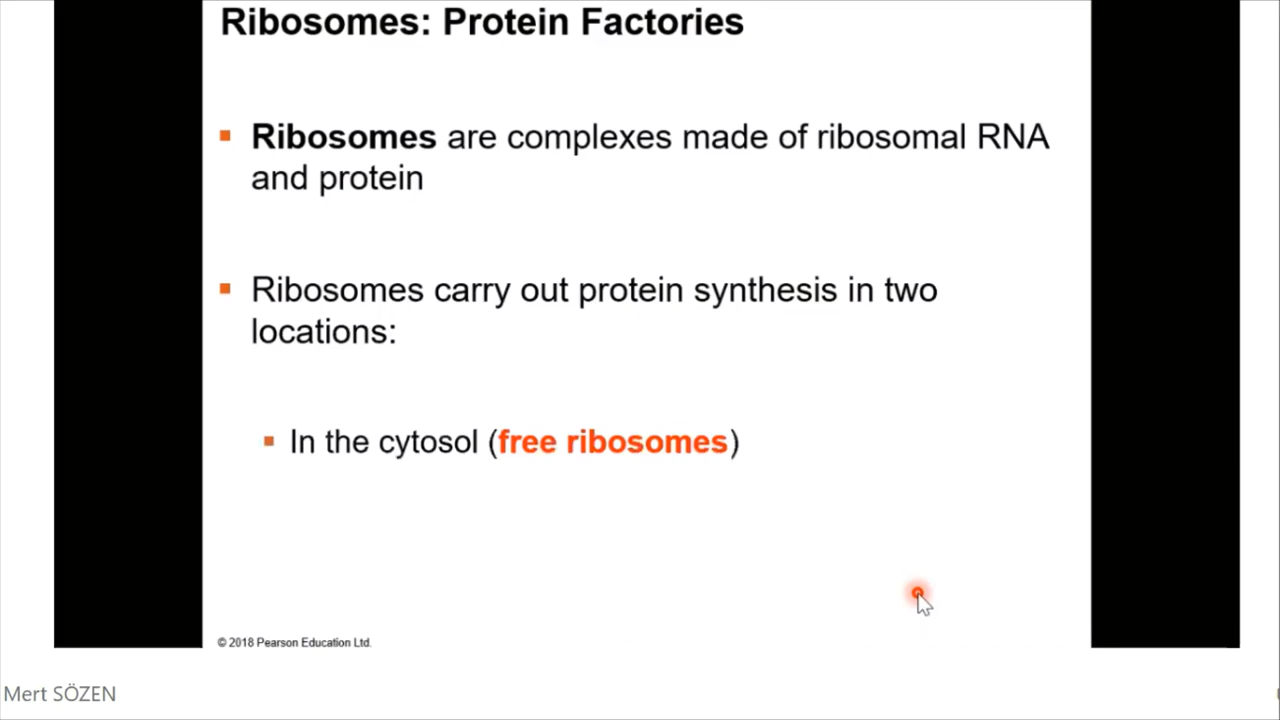 Ribosomes: Protein Factories
Ribosomes are complexes made of ribosomal RNA
and protein
Ribosomes carry out protein synthesis in two
locations:
In the cytosol (free ribosomes)
© 2018 Pearson Education Ltd.
Mert SÖZEN